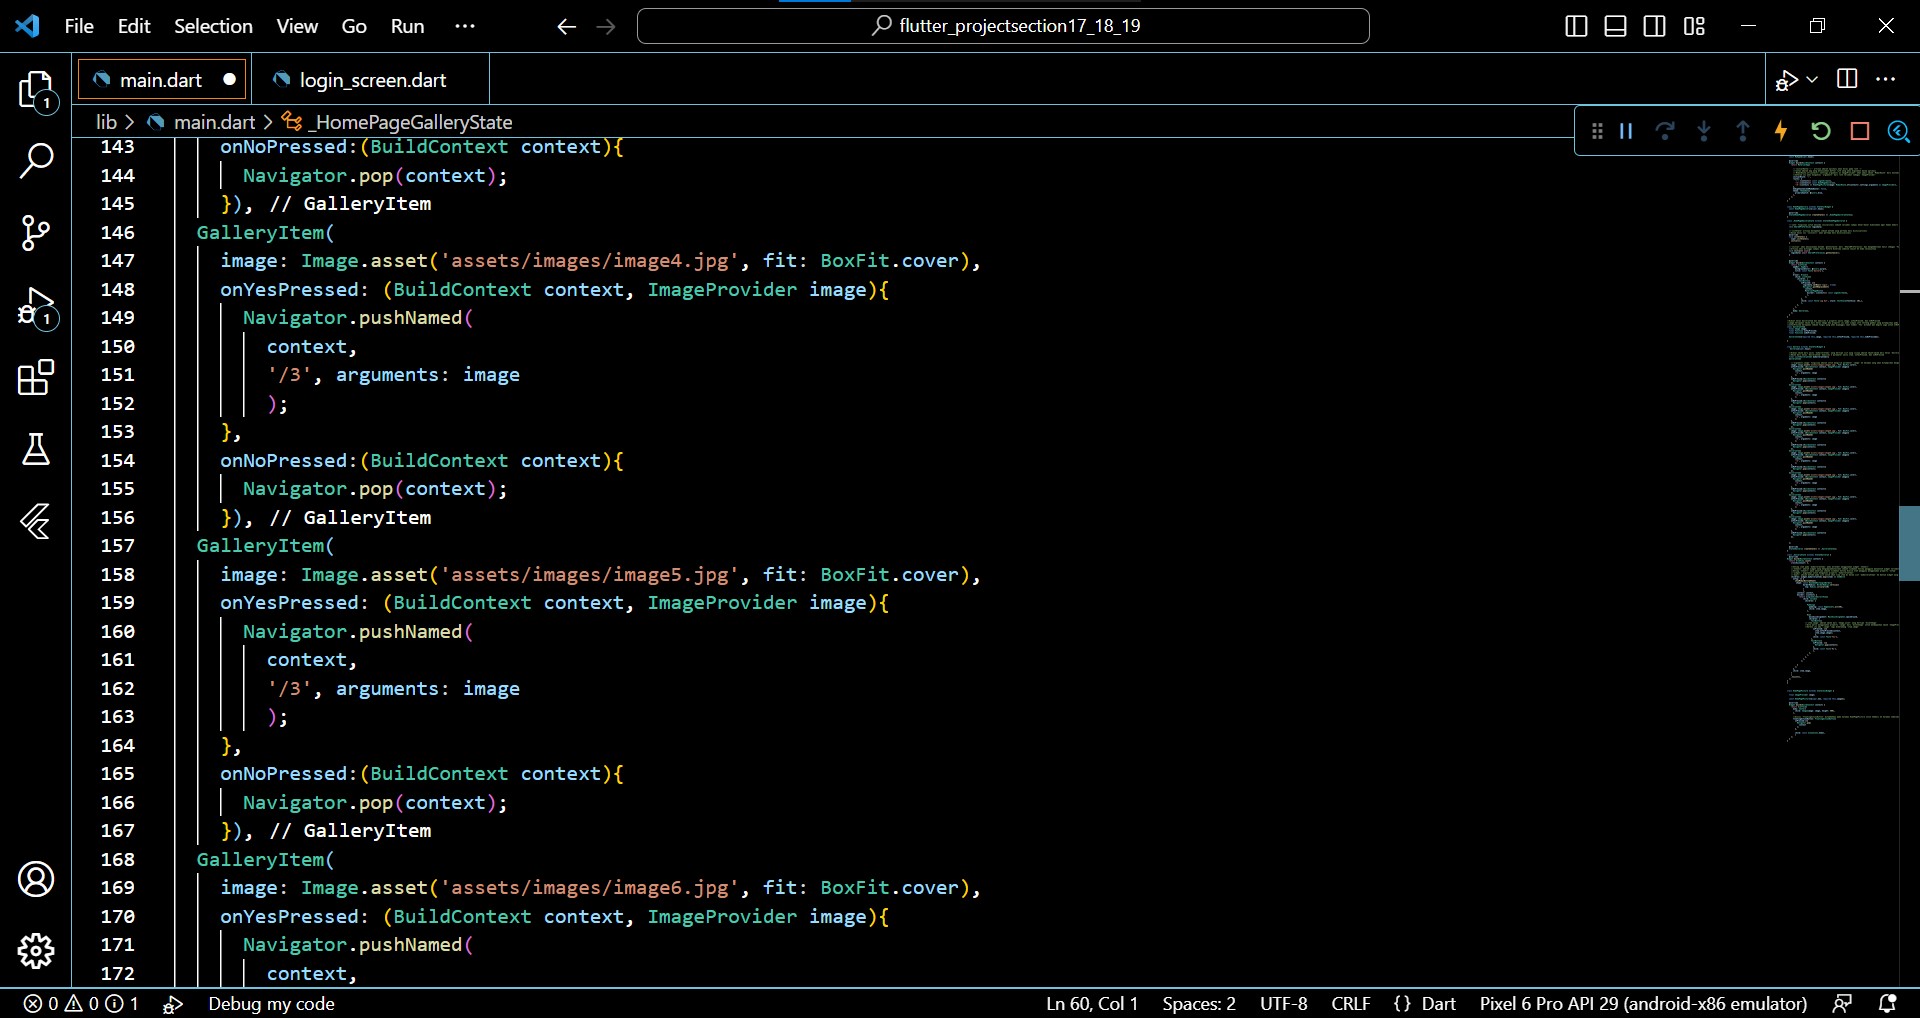 File Edit Selection View Go Run ··· flutter_projectsection17_18_19
main.dart login_screen.dart
lib > main.dart > _HomePageGalleryState
143 onNoPressed:(BuildContext context){
144 Navigator.pop(context);
145 }), // GalleryItem
146 GalleryItem(
147 image: Image.asset('assets/images/image4.jpg', fit: BoxFit.cover),
148 onYesPressed: (BuildContext context, ImageProvider image){
149 Navigator.pushNamed(
150 context,
151 '/3', arguments: image
152 );
153 },
154 onNoPressed:(BuildContext context){
155 Navigator.pop(context);
156 }), // GalleryItem
157 GalleryItem(
158 image: Image.asset('assets/images/image5.jpg', fit: BoxFit.cover),
159 onYesPressed: (BuildContext context, ImageProvider image){
160 Navigator.pushNamed(
161 context,
162 '/3', arguments: image
163 );
164 },
165 onNoPressed:(BuildContext context){
166 Navigator.pop(context);
167 }), // GalleryItem
168 GalleryItem(
169 image: Image.asset('assets/images/image6.jpg', fit: BoxFit.cover),
170 onYesPressed: (BuildContext context, ImageProvider image){
171 Navigator.pushNamed(
172 context,
1
1
0 0 1 Debug my code Ln 60, Col 1 Spaces: 2 UTF-8 CRLF {} Dart Pixel 6 Pro API 29 (android-x86 emulator)